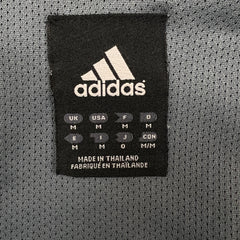 adidas
UK USA F D
M M M M
E I J CON
M M O M/M
MADE IN THAILAND
FABRIQUÉ EN THAÏLANDE